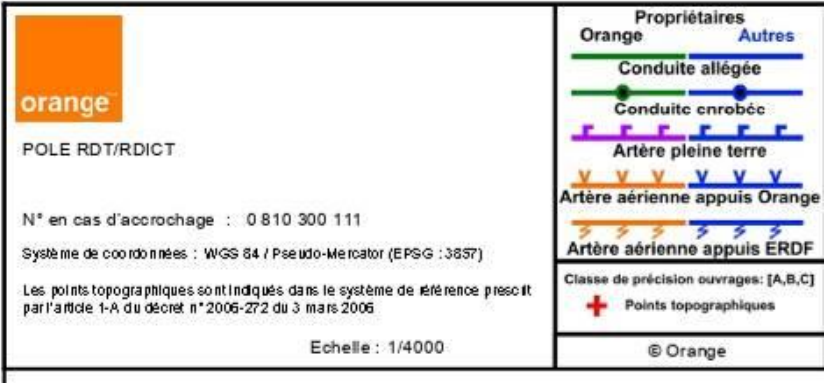 orange™
POLE RDT/RDICT
N° en cas d'accrochage : 0 810 300 111
Système de coordonnées : WGS 84 / Pseudo-Mercator (EPSG : 3857)
Les points topographiques sont indiqués dans le système de référence prescrit
par l'article 1-A du décret n° 2006-272 du 3 mars 2006
Echelle : 1/4000
Propriétaires
Orange Autres
Conduite allégée
Conduite enrobée
Artère pleine terre
Artère aérienne appuis Orange
Artère aérienne appuis ERDF
Classe de précision ouvrages: [A,B,C]
Points topographiques
© Orange